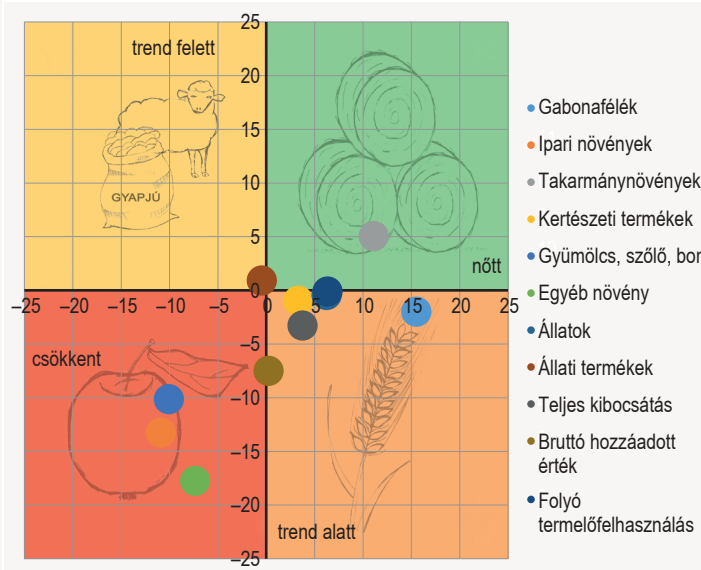 25
trend felett
20
15
10
5
0
GYAPJÚ
nőtt
–25
–20
–15
–10
–5
5
10
15
20
25
–5
–10
–15
–20
–25
csökkent
trend alatt
Gabonafélék
Ipari növények
Takarmánynövények
Kertészeti termékek
Gyümölcs, szőlő, bor
Egyéb növény
Állatok
Állati termékek
Teljes kibocsátás
Bruttó hozzáadott
érték
Folyó
termelőfelhasználás